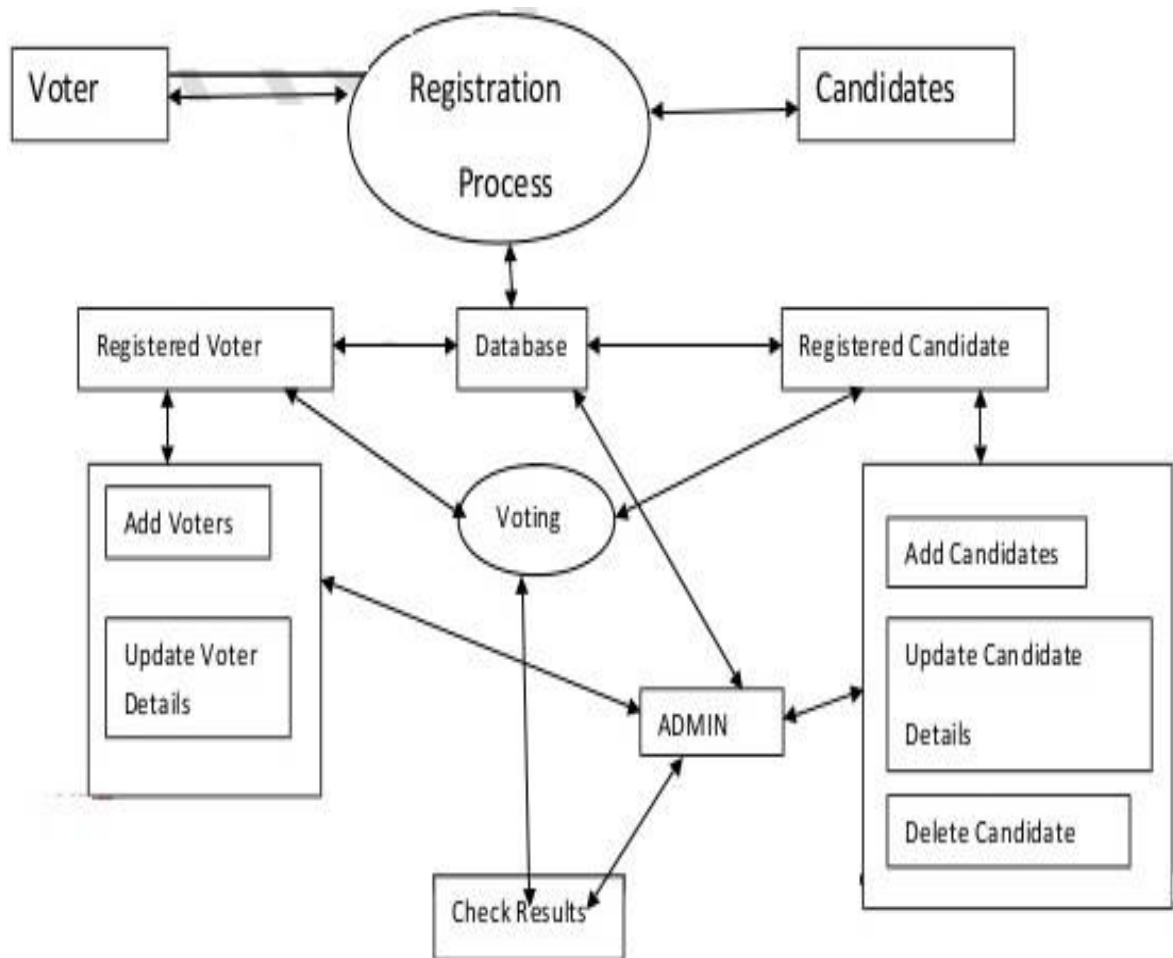 Voter
Registration
Process
Candidates
Registered Voter
Database
Registered Candidate
Add Voters
Update Voter
Details
Voting
Add Candidates
Update Candidate
Details
Delete Candidate
ADMIN
Check Results